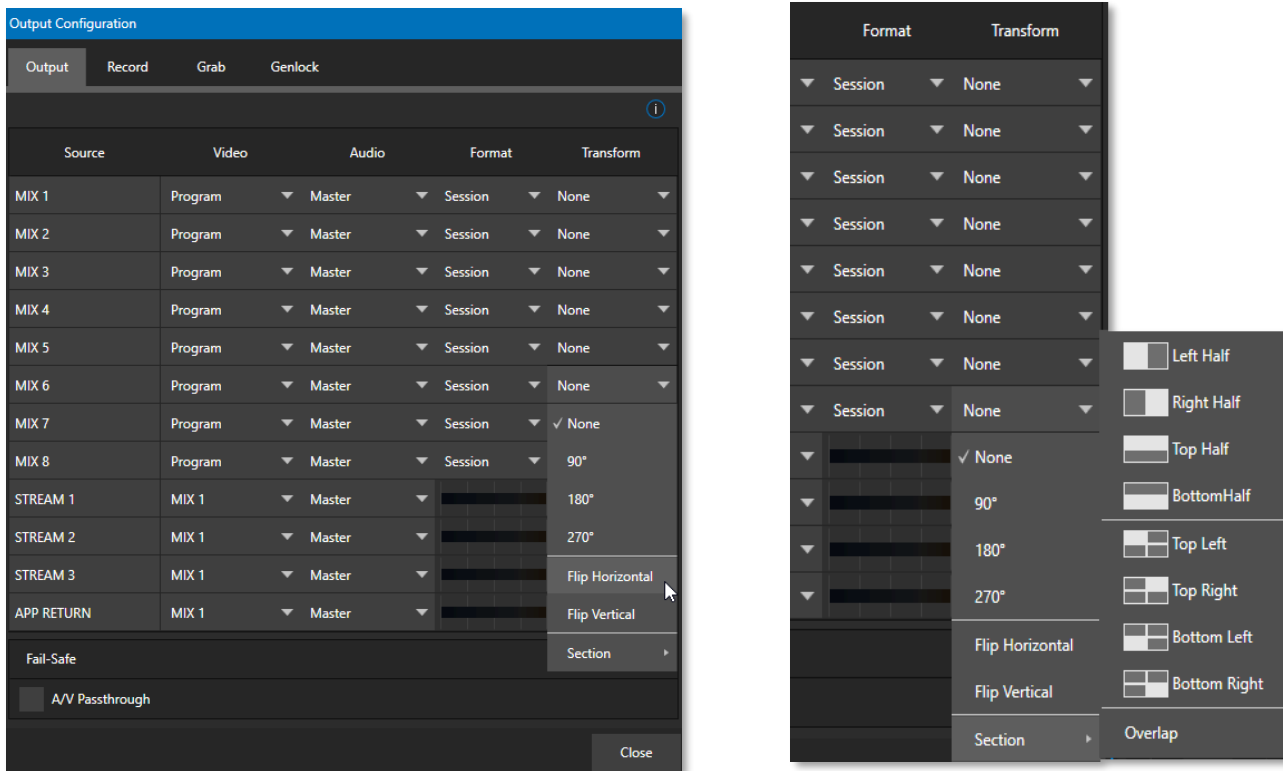 Output Configuration
Output Record Grab Genlock
i
Source Video Audio Format Transform
MIX 1 Program Master Session None
MIX 2 Program Master Session None
MIX 3 Program Master Session None
MIX 4 Program Master Session None
MIX 5 Program Master Session None
MIX 6 Program Master Session None
MIX 7 Program Master Session ✓ None
MIX 8 Program Master Session 90°
STREAM 1 MIX 1 Master 180°
STREAM 2 MIX 1 Master 270°
STREAM 3 MIX 1 Master Flip Horizontal
APP RETURN MIX 1 Master Flip Vertical
Fail-Safe Section
A/V Passthrough
Close
Format Transform
Session None
Session None
Session None
Session None
Session None
Session None
Session None
Session None
✓ None
90°
180°
270°
Flip Horizontal
Flip Vertical
Section
Left Half
Right Half
Top Half
BottomHalf
Top Left
Top Right
Bottom Left
Bottom Right
Overlap